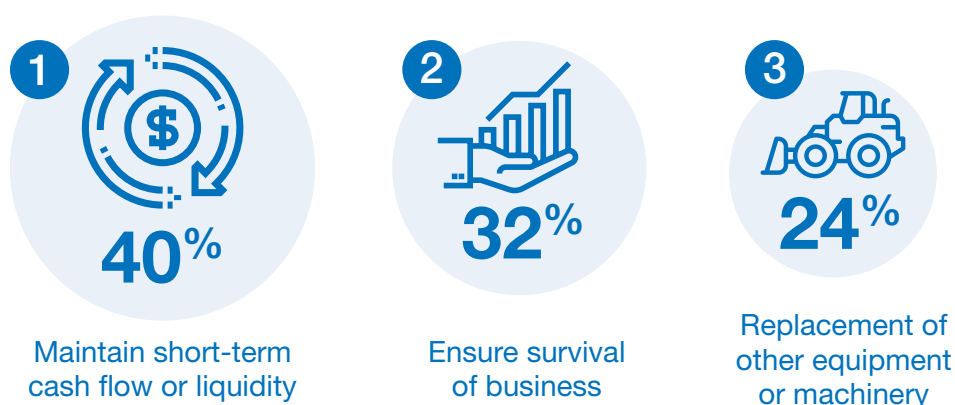 1
$
40%
Maintain short-term
cash flow or liquidity
2
32%
Ensure survival
of business
3
24%
Replacement of
other equipment
or machinery